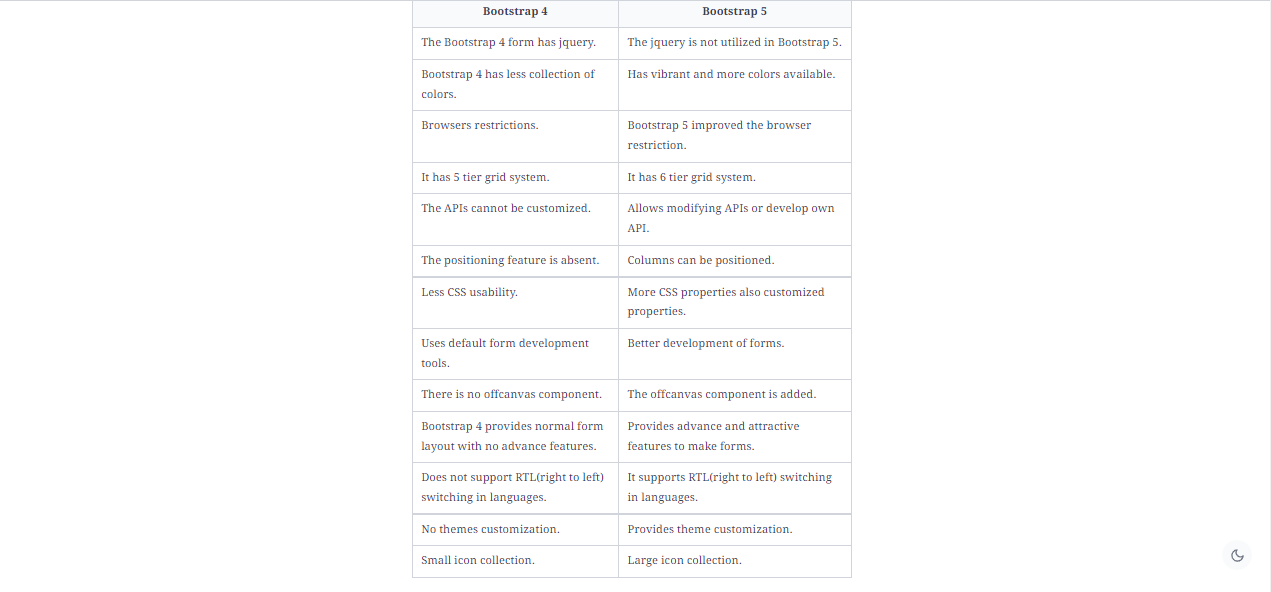 Bootstrap 4 Bootstrap 5
The Bootstrap 4 form has jquery. The jquery is not utilized in Bootstrap 5.
Bootstrap 4 has less collection of
colors.
Has vibrant and more colors available.
Browsers restrictions.
Bootstrap 5 improved the browser
restriction.
It has 5 tier grid system. It has 6 tier grid system.
The APIs cannot be customized.
Allows modifying APIs or develop own
API.
The positioning feature is absent. Columns can be positioned.
Less CSS usability.
More CSS properties also customized
properties.
Uses default form development
tools.
Better development of forms.
There is no offcanvas component. The offcanvas component is added.
Bootstrap 4 provides normal form
layout with no advance features.
Provides advance and attractive
features to make forms.
Does not support RTL(right to left)
switching in languages.
It supports RTL(right to left) switching
in languages.
No themes customization. Provides theme customization.
Small icon collection. Large icon collection.